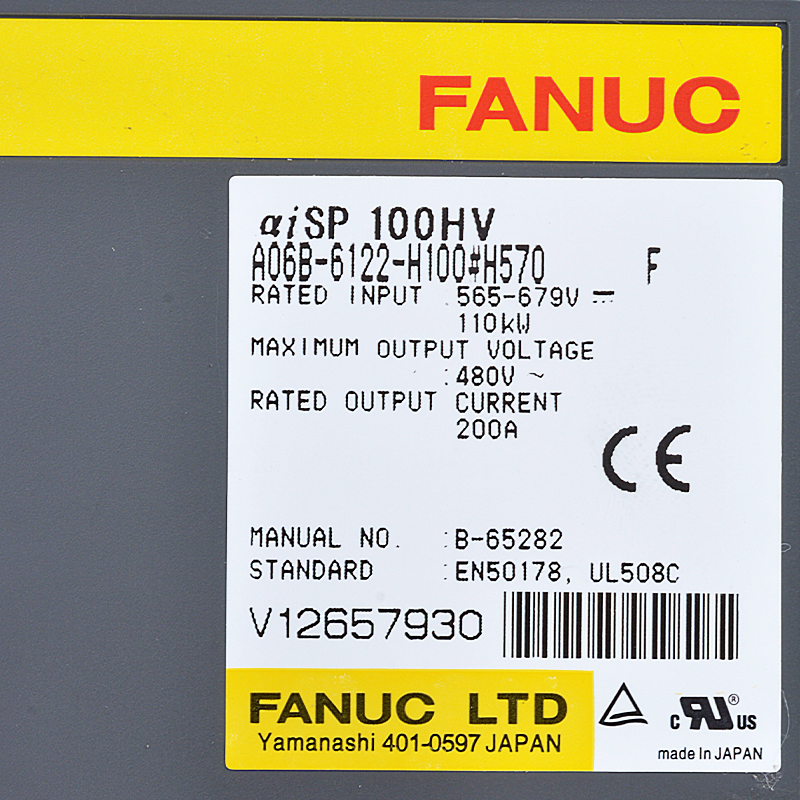 FANUC
αiSP 100HV
A06B-6122-H100#H570 F
RATED INPUT :565-679V ⎓
110kW
MAXIMUM OUTPUT VOLTAGE
:480V ~
RATED OUTPUT CURRENT
200A
CE
MANUAL NO. :B-65282
STANDARD :EN50178, UL508C
V12657930
FANUC LTD
Yamanashi 401-0597 JAPAN
c RU ® US
made In JAPAN